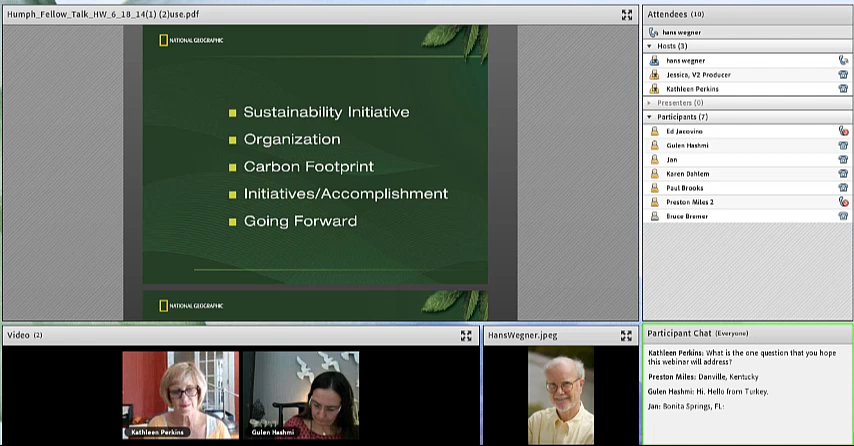 Humph_Fellow_Talk_HW_6_18_14(1) (2)use.pdf
NATIONAL GEOGRAPHIC
Sustainability Initiative
Organization
Carbon Footprint
Initiatives/Accomplishment
Going Forward
NATIONAL GEOGRAPHIC
Attendees (10)
hans wegner
Hosts (3)
hans wegner
Jessica, V2 Producer
Kathleen Perkins
Presenters (0)
Participants (7)
Ed Jacovino
Gulen Hashmi
Jan
Karen Dahlem
Paul Brooks
Preston Miles 2
Bruce Bremer
Video (2)
Kathleen Perkins
Gulen Hashmi
HansWegner.jpeg
Participant Chat (Everyone)
Kathleen Perkins: What is the one question that you hope
this webinar will address?
Preston Miles: Danville, Kentucky
Gulen Hashmi: Hi. Hello from Turkey.
Jan: Bonita Springs, FL: